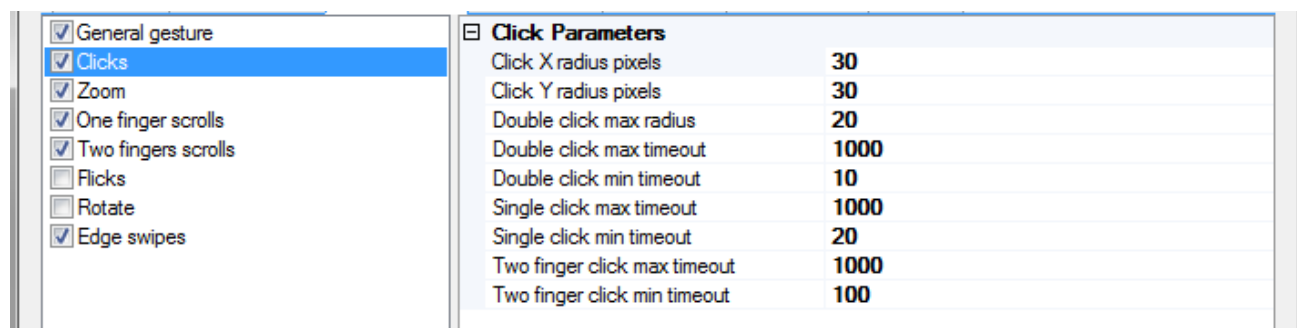 General gesture
Clicks
Zoom
One finger scrolls
Two fingers scrolls
Flicks
Rotate
Edge swipes
Click Parameters
Click X radius pixels 30
Click Y radius pixels 30
Double click max radius 20
Double click max timeout 1000
Double click min timeout 10
Single click max timeout 1000
Single click min timeout 20
Two finger click max timeout 1000
Two finger click min timeout 100